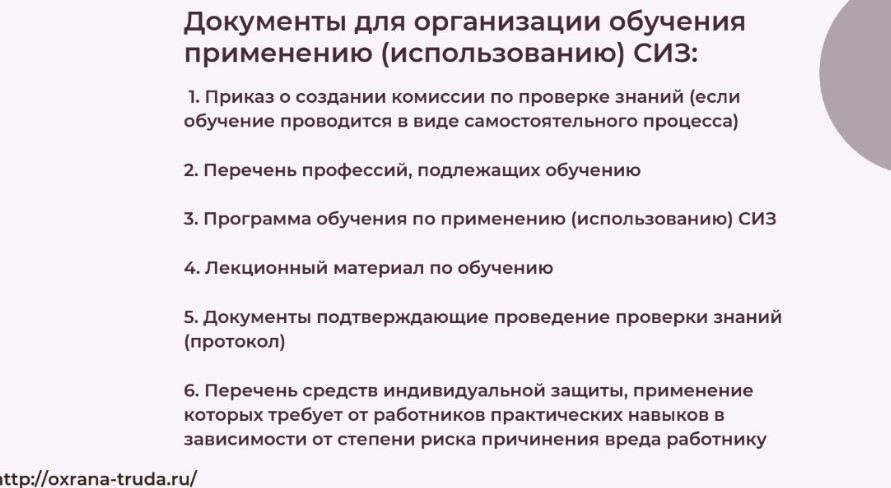 Документы для организации обучения
применению (использованию) СИЗ:
1. Приказ о создании комиссии по проверке знаний (если
обучение проводится в виде самостоятельного процесса)
2. Перечень профессий, подлежащих обучению
3. Программа обучения по применению (использованию) СИЗ
4. Лекционный материал по обучению
5. Документы подтверждающие проведение проверки знаний
(протокол)
6. Перечень средств индивидуальной защиты, применение
которых требует от работников практических навыков в
зависимости от степени риска причинения вреда работнику
http://oxrana-truda.ru/